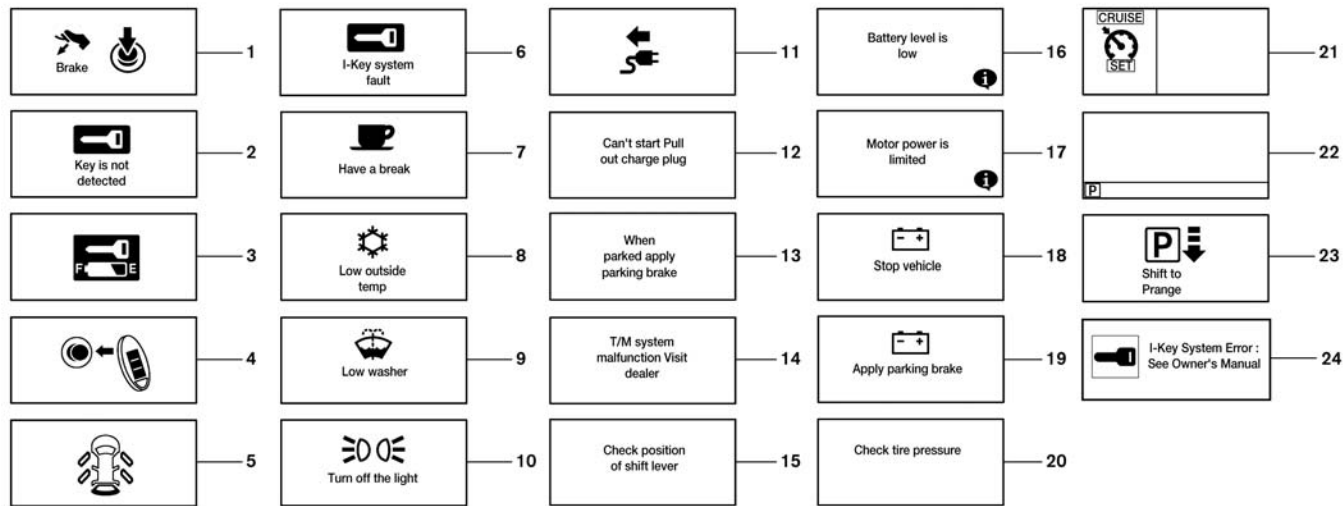 Brake
1
Key is not
detected
2
F E
3
4
5
I-Key system
fault
6
Have a break
7
Low outside
temp
8
Low washer
9
Turn off the light
10
11
Can't start Pull
out charge plug
12
When
parked apply
parking brake
13
T/M system
malfunction Visit
dealer
14
Check position
of shift lever
15
Battery level is
low
i
16
Motor power is
limited
i
17
- +
Stop vehicle
18
- +
Apply parking brake
19
Check tire pressure
20
CRUISE
SET
21
P
22
P
Shift to
Prange
23
I-Key System Error :
See Owner's Manual
24